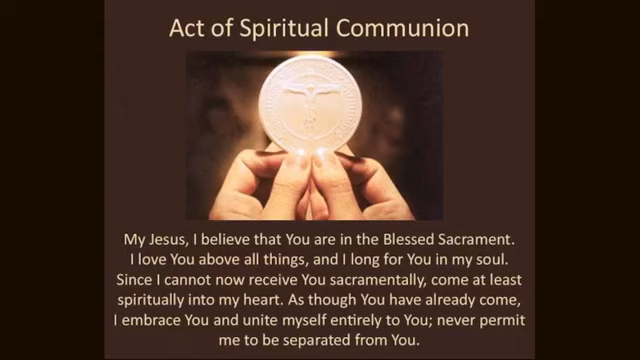 Act of Spiritual Communion
My Jesus, I believe that You are in the Blessed Sacrament.
I love You above all things, and I long for You in my soul.
Since I cannot now receive You sacramentally, come at least
spiritually into my heart. As though You have already come,
I embrace You and unite myself entirely to You; never permit
me to be separated from You.